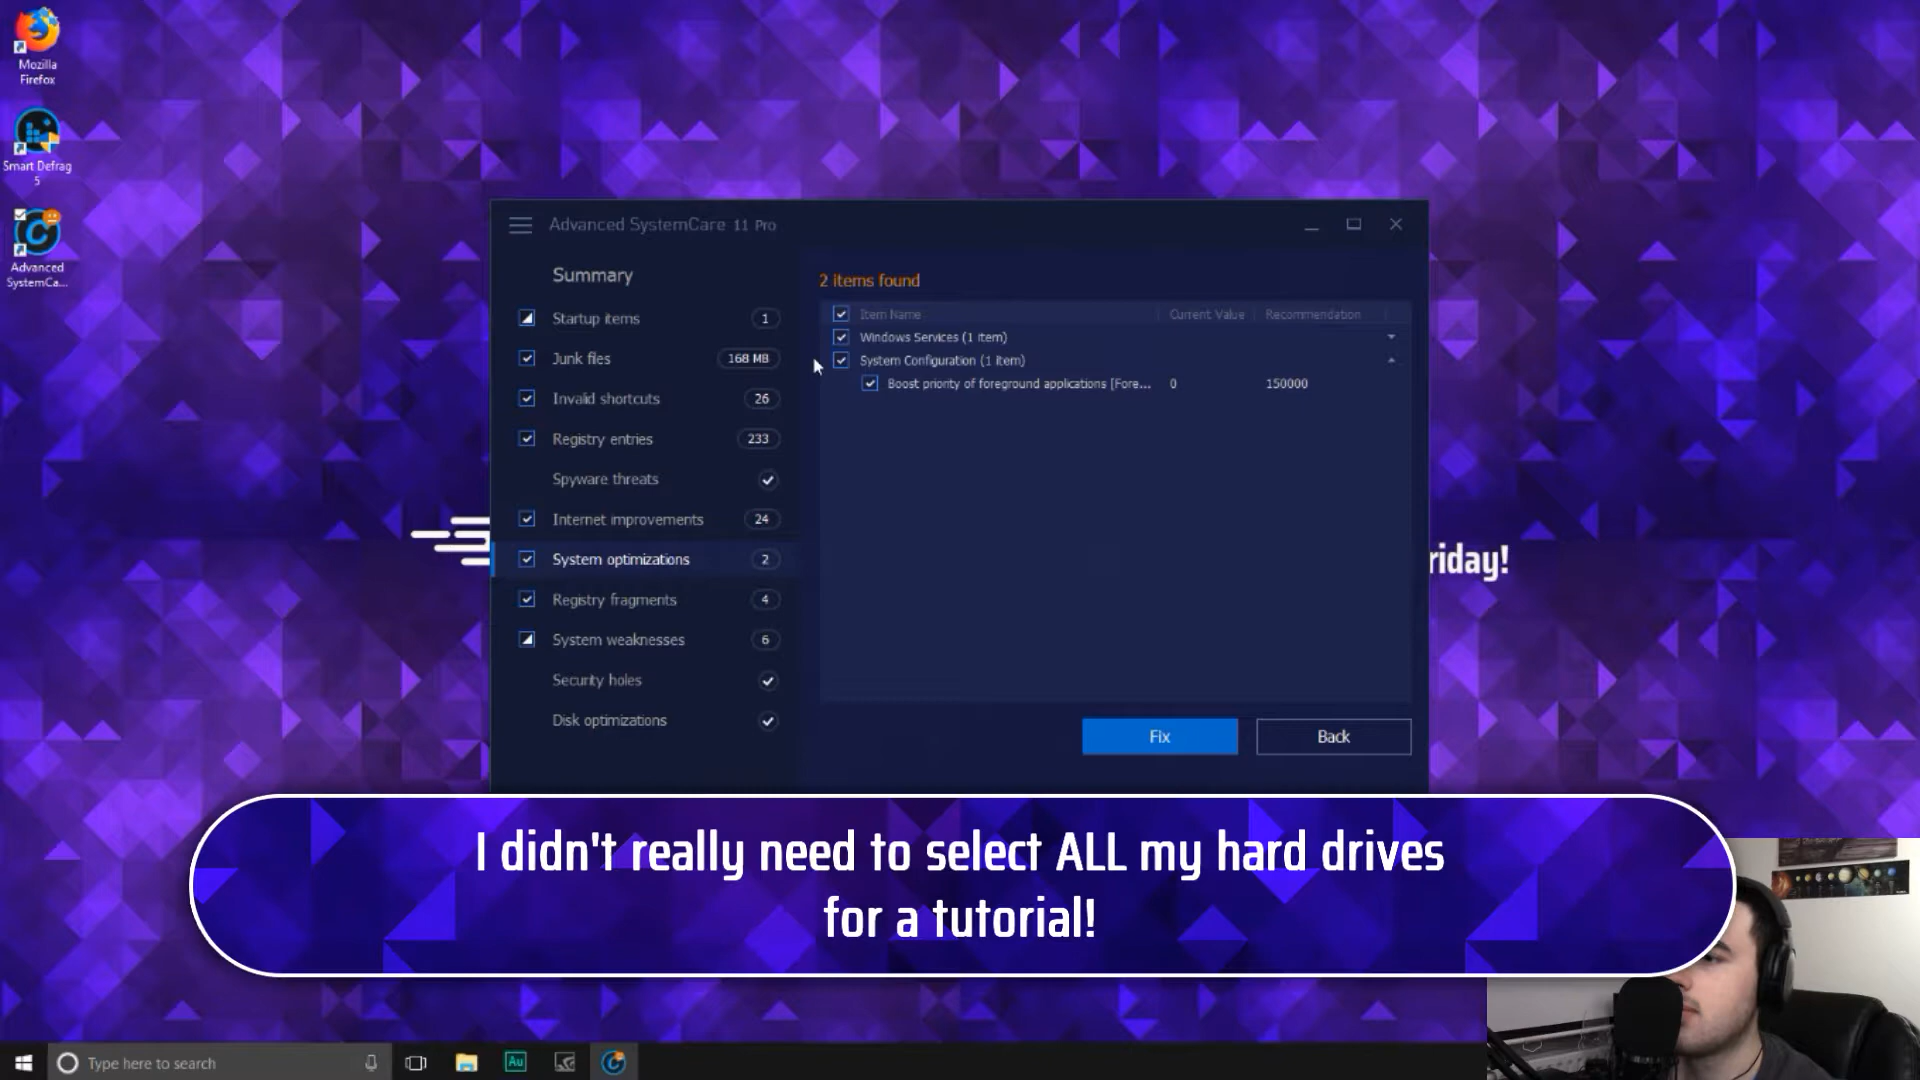 Mozilla
Firefox
Smart Defrag
5
Advanced
SystemCa...
Advanced SystemCare 11 Pro
Summary
Startup items 1
Junk files 168 MB
Invalid shortcuts 26
Registry entries 233
Spyware threats
Internet improvements 24
System optimizations 2
Registry fragments 4
System weaknesses 6
Security holes
Disk optimizations
2 items found
Item Name Current Value Recommendation
Windows Services (1 item)
System Configuration (1 item)
Boost priority of foreground applications [Fore... 0 150000
Fix Back
riday!
I didn't really need to select ALL my hard drives
for a tutorial!
Type here to search
Au